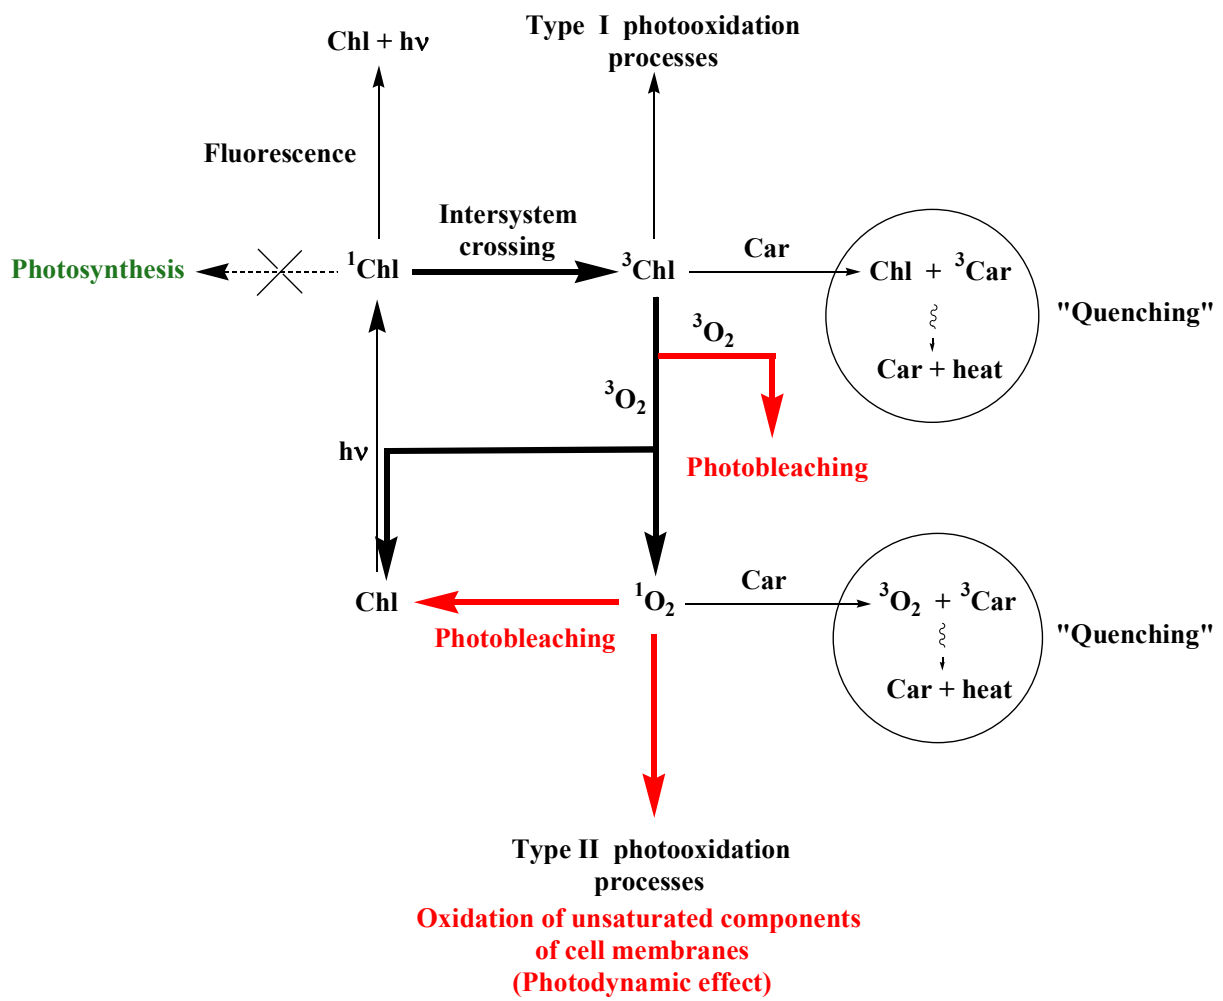 Chl + hν
Type I photooxidation
processes
Fluorescence
Intersystem
crossing
Photosynthesis
¹Chl
³Chl
Car
Chl + ³Car
"Quenching"
Car + heat
³O₂
³O₂
hν
Photobleaching
Chl
¹O₂
Car
³O₂ + ³Car
Photobleaching
"Quenching"
Car + heat
Type II photooxidation
processes
Oxidation of unsaturated components
of cell membranes
(Photodynamic effect)